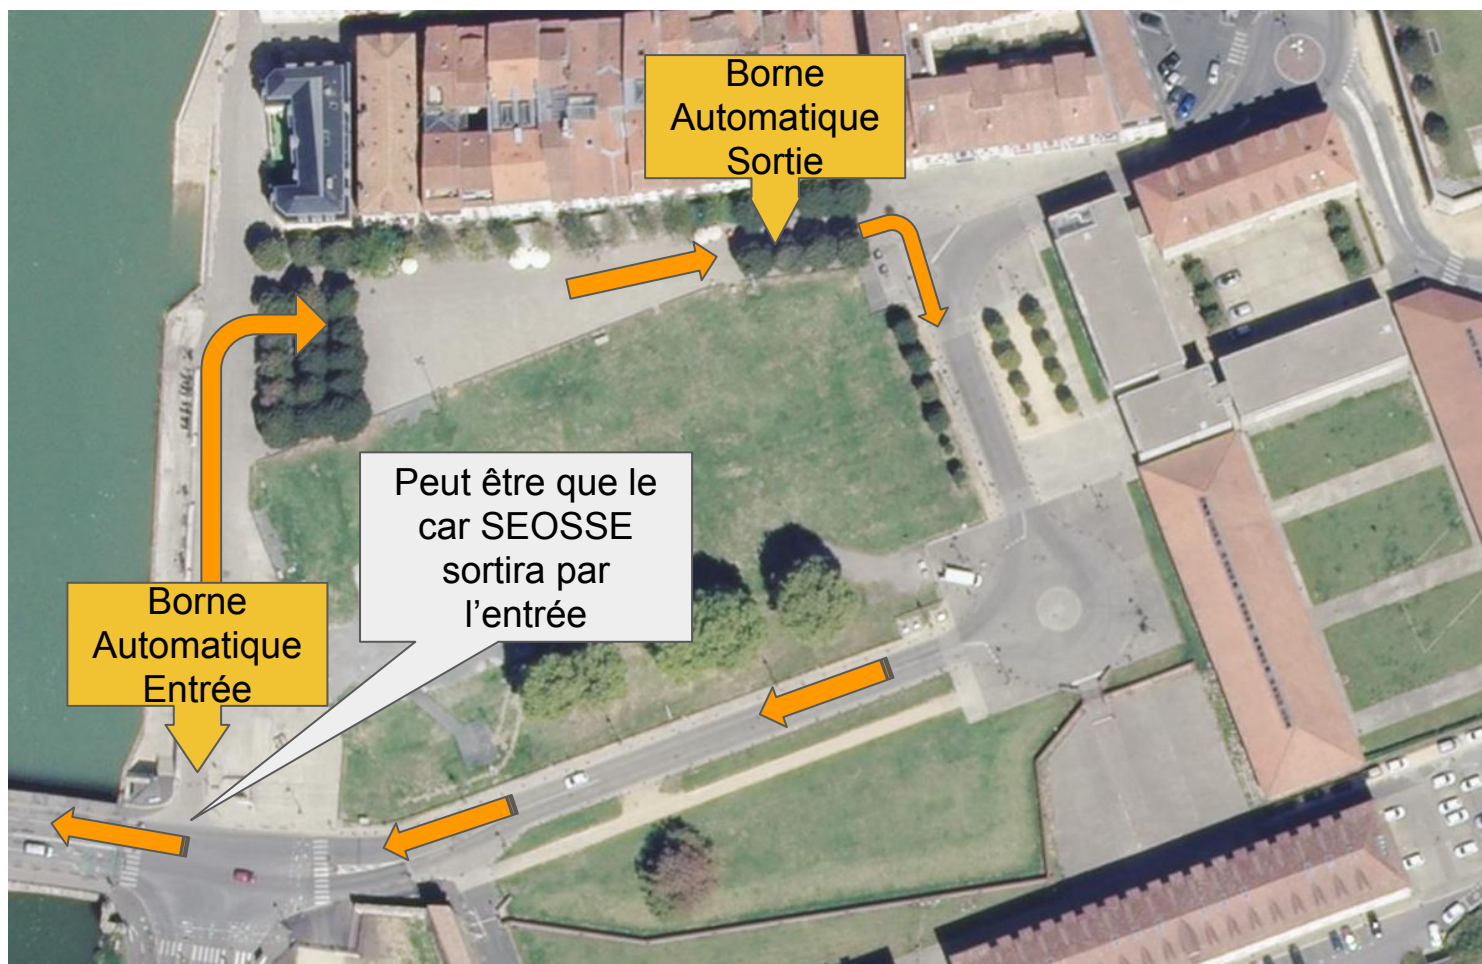 Borne
Automatique
Sortie
Peut être que le
car SEOSSE
sortira par
l’entrée
Borne
Automatique
Entrée